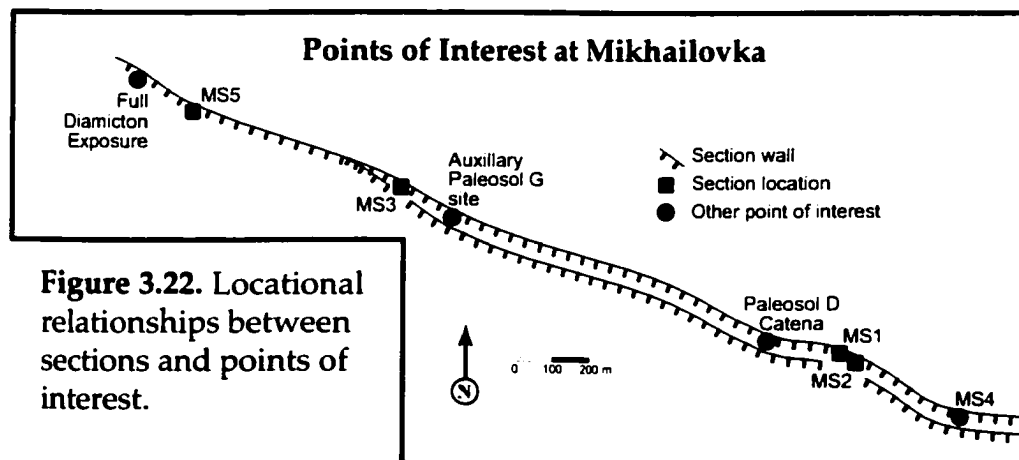 Points of Interest at Mikhailovka
Full
Diamicton
Exposure
MS5
MS3
Auxillary
Paleosol G
site
Section wall
Section location
Other point of interest
Paleosol D
Catena
MS1
MS2
MS4
N
0 100 200 m
Figure 3.22. Locational
relationships between
sections and points of
interest.